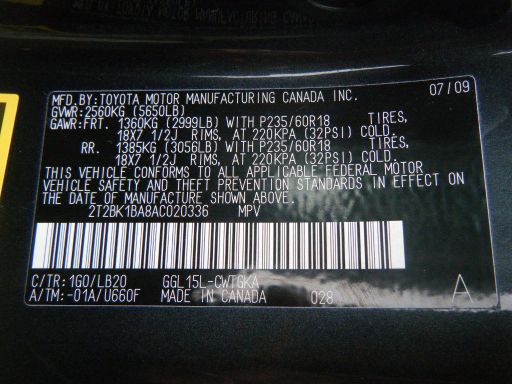 MFD.BY:TOYOTA MOTOR MANUFACTURING CANADA INC. 07/09
GVWR:2560KG (5650LB)
GAWR:FRT. 1360KG (2999LB) WITH P235/60R18 TIRES,
18X7 1/2J RIMS, AT 220KPA (32PSI) COLD.
RR. 1385KG (3056LB) WITH P235/60R18 TIRES,
18X7 1/2J RIMS, AT 220KPA (32PSI) COLD.
THIS VEHICLE CONFORMS TO ALL APPLICABLE FEDERAL MOTOR
VEHICLE SAFETY AND THEFT PREVENTION STANDARDS IN EFFECT ON
THE DATE OF MANUFACTURE SHOWN ABOVE.
2T2BK1BA8AC020336 MPV
C/TR:1G0/LB20 GGL15L-CWTGKA
A/TM:-01A/U660F MADE IN CANADA 028 A